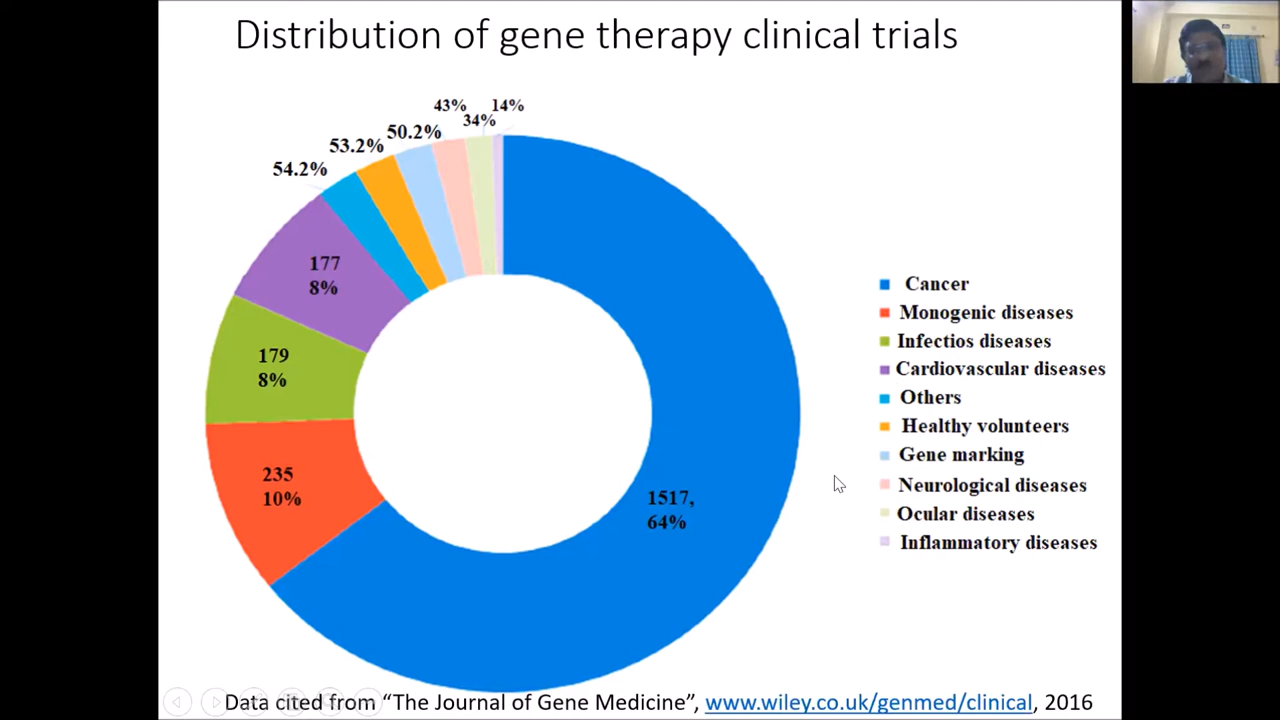 Distribution of gene therapy clinical trials
43%
14%
34%
50.2%
53.2%
54.2%
177
8%
179
8%
235
10%
1517,
64%
Cancer
Monogenic diseases
Infectios diseases
Cardiovascular diseases
Others
Healthy volunteers
Gene marking
Neurological diseases
Ocular diseases
Inflammatory diseases
Data cited from “The Journal of Gene Medicine”, www.wiley.co.uk/genmed/clinical, 2016